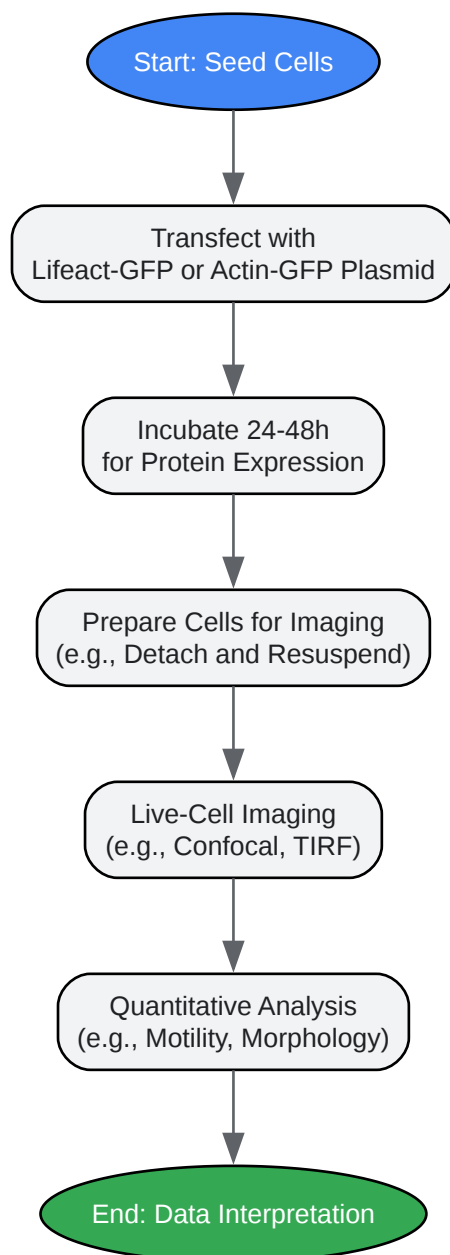 Start: Seed Cells
Transfect with
Lifeact-GFP or Actin-GFP Plasmid
Incubate 24-48h
for Protein Expression
Prepare Cells for Imaging
(e.g., Detach and Resuspend)
Live-Cell Imaging
(e.g., Confocal, TIRF)
Quantitative Analysis
(e.g., Motility, Morphology)
End: Data Interpretation